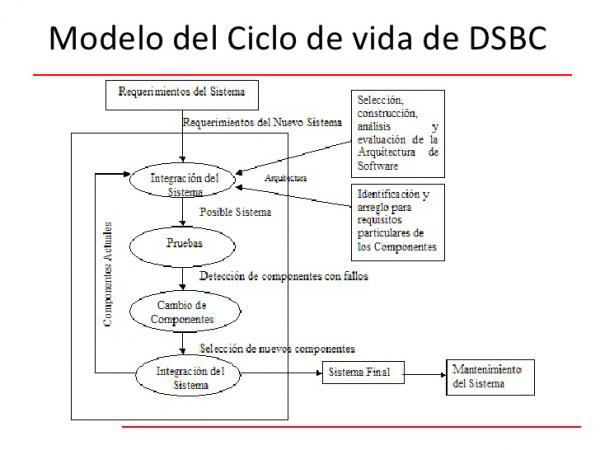 Modelo del Ciclo de vida de DSBC
Requerimientos del Sistema
Requerimientos del Nuevo Sistema
Selección,
construcción,
análisis y
evaluación de la
Arquitectura de
Software
Integración del
Sistema
Arquitectura
Identificación y
arreglo para
requisitos
particulares de
los Componentes
Posible Sistema
Pruebas
Componentes Actuales
Detección de componentes con fallos
Cambio de
Componentes
Selección de nuevos componentes
Integración del
Sistema
Sistema Final
Mantenimiento
del Sistema